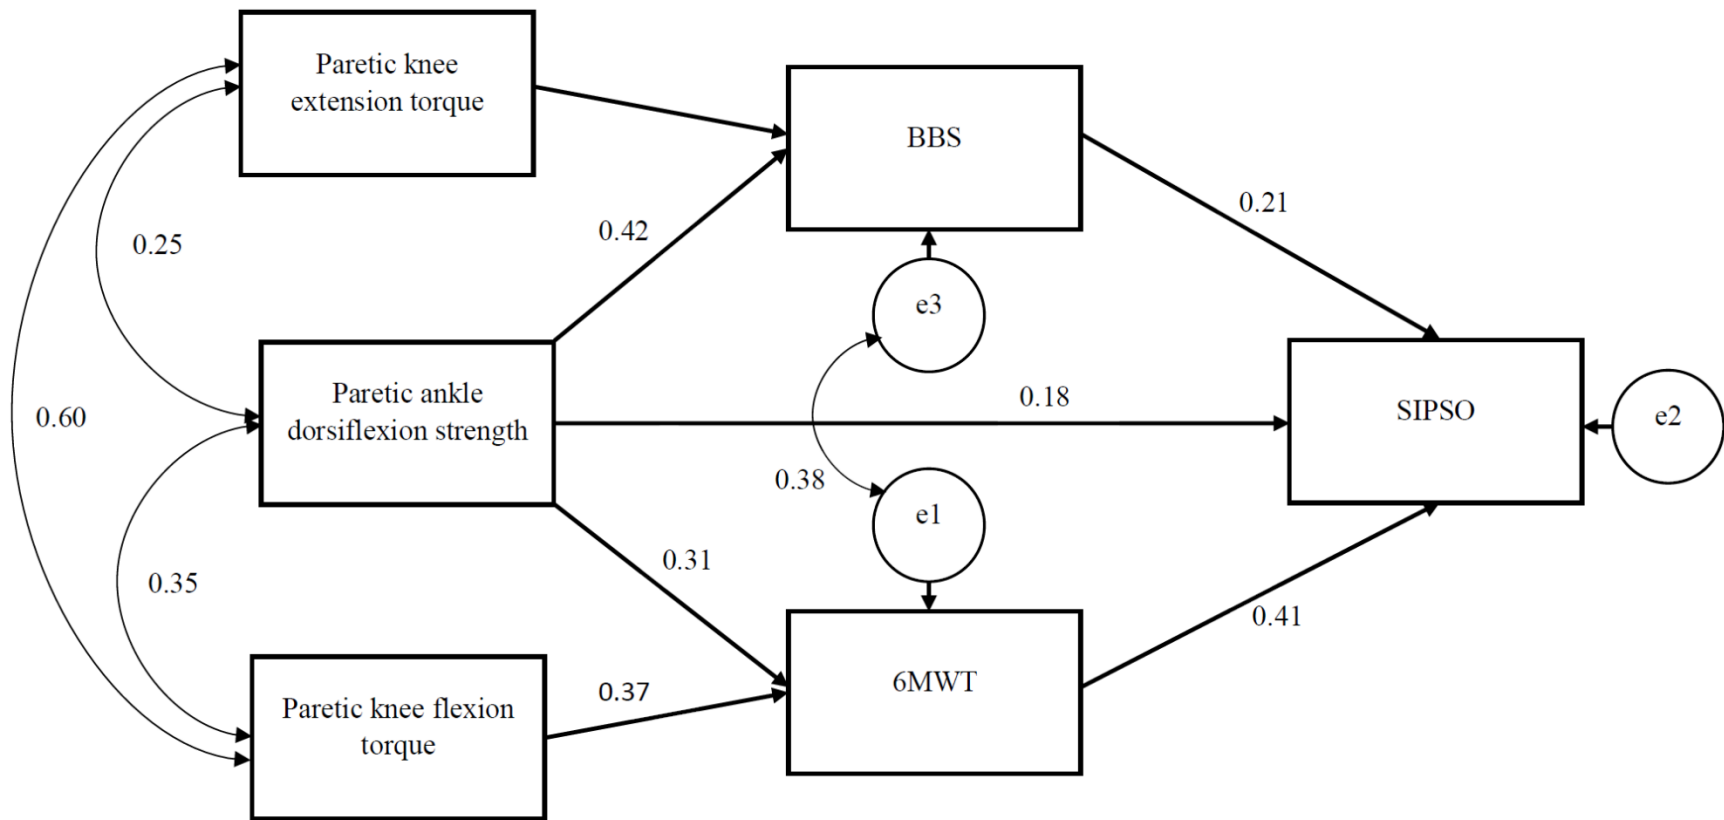 Paretic knee
extension torque
BBS
0.21
0.42
0.25
e3
Paretic ankle
dorsiflexion strength
0.60
0.18
SIPSO
e2
0.38
e1
0.31
0.35
0.41
Paretic knee flexion
torque
0.37
6MWT